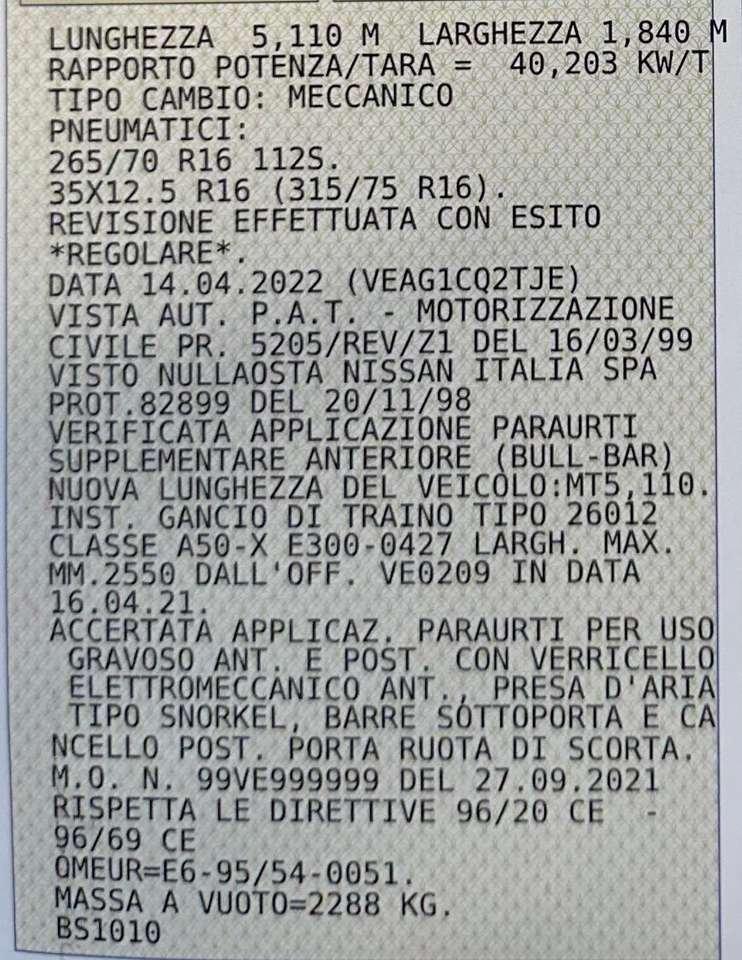 LUNGHEZZA  5,110 M  LARGHEZZA 1,840 M
RAPPORTO POTENZA/TARA =  40,203 KW/T
TIPO CAMBIO: MECCANICO
PNEUMATICI:
265/70 R16 112S.
35X12.5 R16 (315/75 R16).
REVISIONE EFFETTUATA CON ESITO
*REGOLARE*.
DATA 14.04.2022 (VEAG1CQ2TJE)
VISTA AUT. P.A.T. - MOTORIZZAZIONE
CIVILE PR. 5205/REV/Z1 DEL 16/03/99
VISTO NULLAOSTA NISSAN ITALIA SPA
PROT.82899 DEL 20/11/98
VERIFICATA APPLICAZIONE PARAURTI
SUPPLEMENTARE ANTERIORE (BULL-BAR)
NUOVA LUNGHEZZA DEL VEICOLO:MT5,110.
INST. GANCIO DI TRAINO TIPO 26012
CLASSE A50-X E300-0427 LARGH. MAX.
MM.2550 DALL'OFF. VE0209 IN DATA
16.04.21.
ACCERTATA APPLICAZ. PARAURTI PER USO
GRAVOSO ANT. E POST. CON VERRICELLO
ELETTROMECCANICO ANT., PRESA D'ARIA
TIPO SNORKEL, BARRE SOTTOPORTA E CA
NCELLO POST. PORTA RUOTA DI SCORTA.
M.O. N. 99VE999999 DEL 27.09.2021
RISPETTA LE DIRETTIVE 96/20 CE  -
96/69 CE
OMEUR=E6-95/54-0051.
MASSA A VUOTO=2288 KG.
BS1010